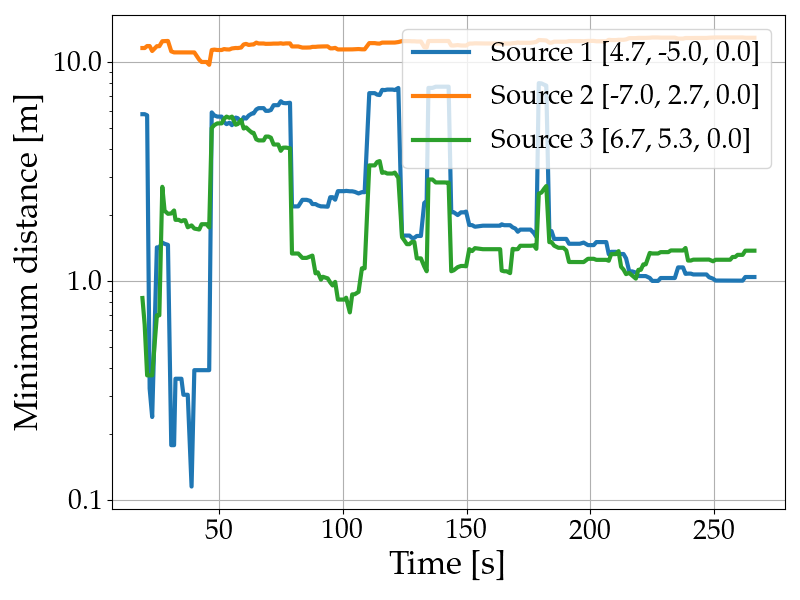 Source 1 [4.7, -5.0, 0.0]
Source 2 [-7.0, 2.7, 0.0]
Source 3 [6.7, 5.3, 0.0]
10.0
1.0
0.1
Minimum distance [m]
50 100 150 200 250
Time [s]